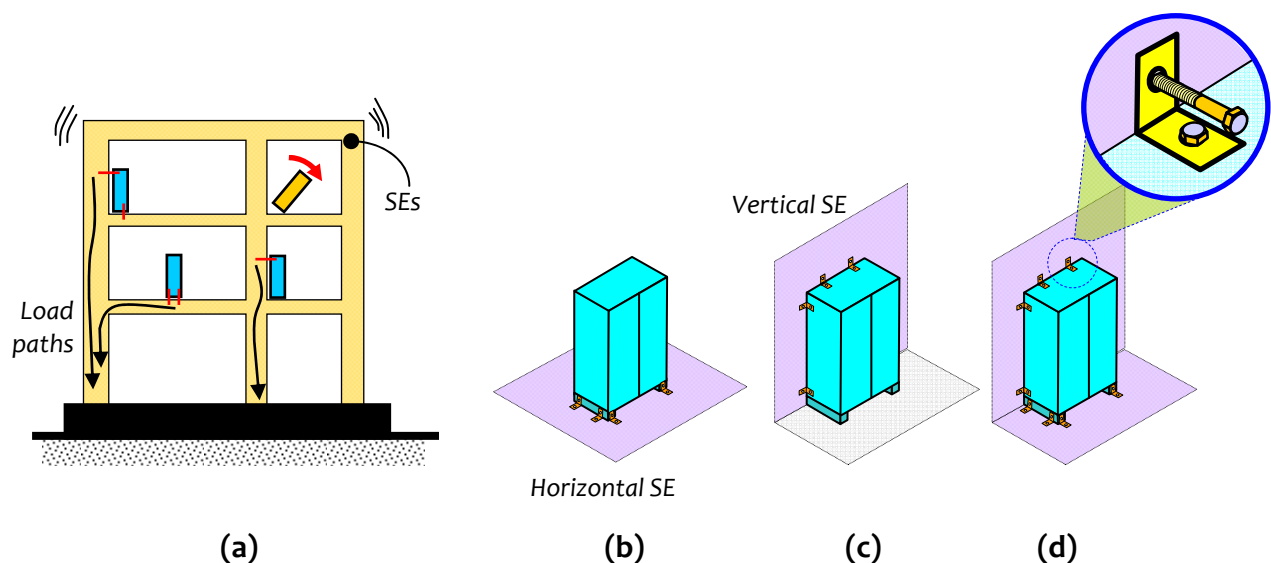 SEs
Load
paths
Vertical SE
Horizontal SE
(a)
(b)
(c)
(d)